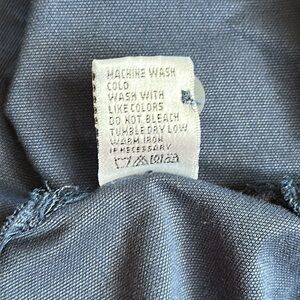 MACHINE WASH
COLD
WASH WITH
LIKE COLORS
DO NOT BLEACH
TUMBLE DRY LOW
WARM IRON
IF NECESSARY